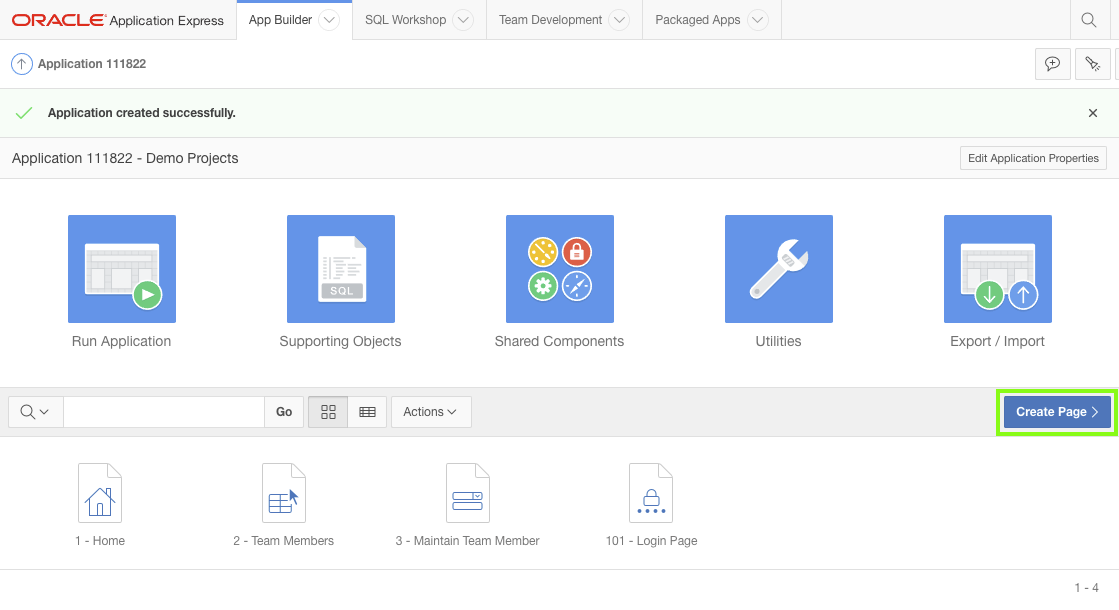 ORACLE Application Express App Builder SQL Workshop Team Development Packaged Apps
Application 111822
Application created successfully.
Application 111822 - Demo Projects Edit Application Properties
SQL
Run Application Supporting Objects Shared Components Utilities Export / Import
Go Actions Create Page
1 - Home 2 - Team Members 3 - Maintain Team Member 101 - Login Page
1 - 4